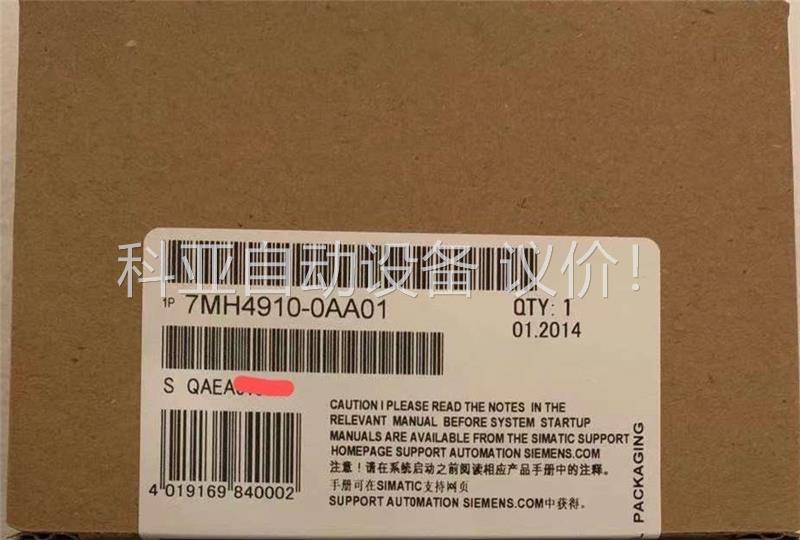 科亚自动设备 议价！
1P 7MH4910-0AA01
QTY: 1
01.2014
S QAEA
CAUTION I PLEASE READ THE NOTES IN THE
RELEVANT MANUAL BEFORE SYSTEM STARTUP
MANUALS ARE AVAILABLE FROM THE SIMATIC SUPPORT
HOMEPAGE SUPPORT AUTOMATION SIEMENS.COM
注意！请在系统启动之前阅读相应产品手册中的注释。
手册可在SIMATIC支持网页
SUPPORT AUTOMATION SIEMENS.COM中获得。
4 019169 840002
PACKAGING